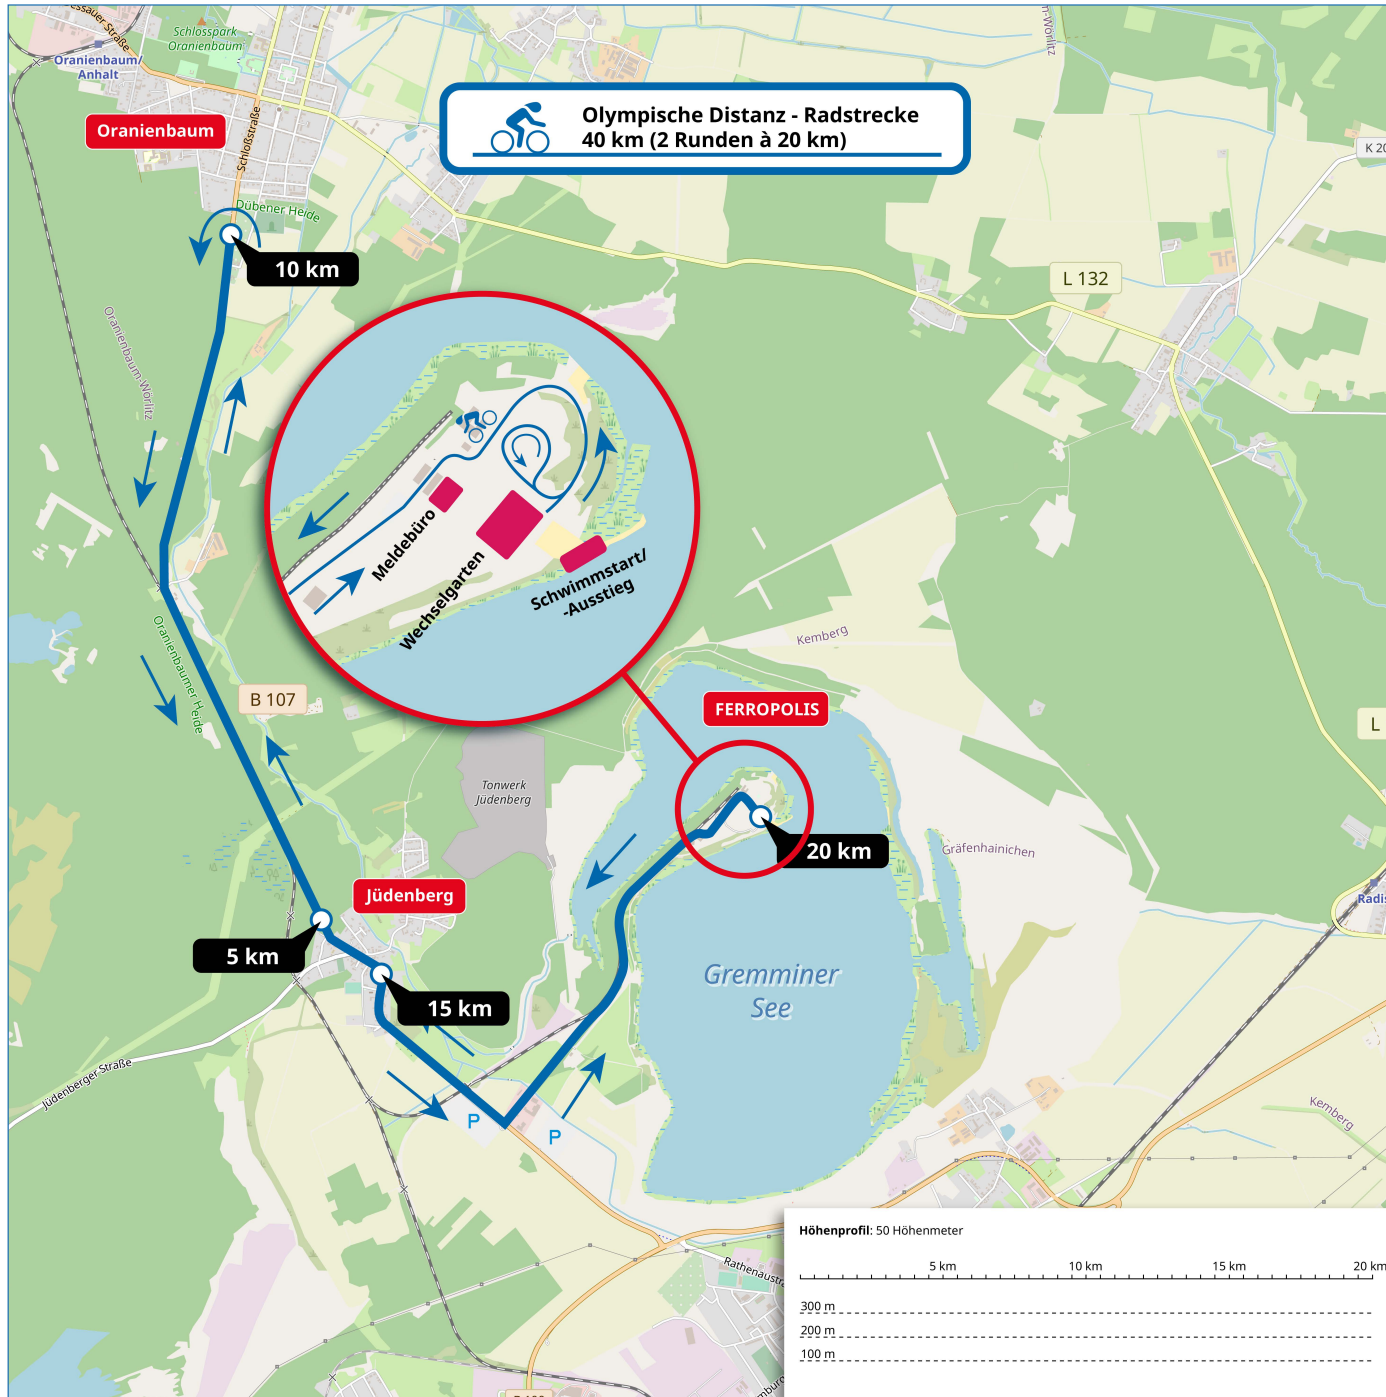 Schlosspark
Oranienbaum
Oranienbaum/
Anhalt
Oranienbaum
Schloßstraße
Olympische Distanz - Radstrecke
40 km (2 Runden à 20 km)
Dübener Heide
10 km
L 132
Oranienbaum-Wörlitz
Meldebüro
Wechselgarten
Schwimmstart/
-Ausstieg
Kemberg
Oranienbaumer Heide
B 107
FERROPOLIS
Tonwerk
Jüdenberg
20 km
Gräfenhainichen
Jüdenberg
5 km
15 km
Gremminer
See
Jüdenberger Straße
P
P
Kemberg
Höhenprofil: 50 Höhenmeter
5 km 10 km 15 km 20 km
300 m
200 m
100 m